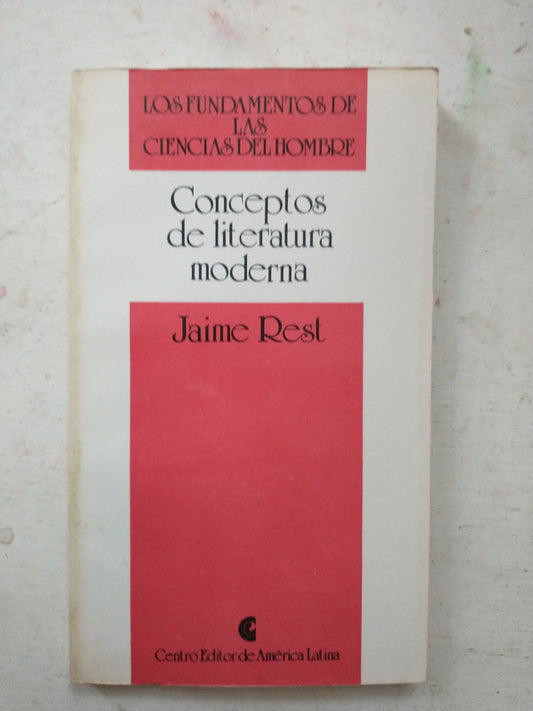 LOS FUNDAMENTOS DE
LAS
CIENCIAS DEL HOMBRE
Conceptos
de literatura
moderna
Jaime Rest
Centro Editor de América Latina